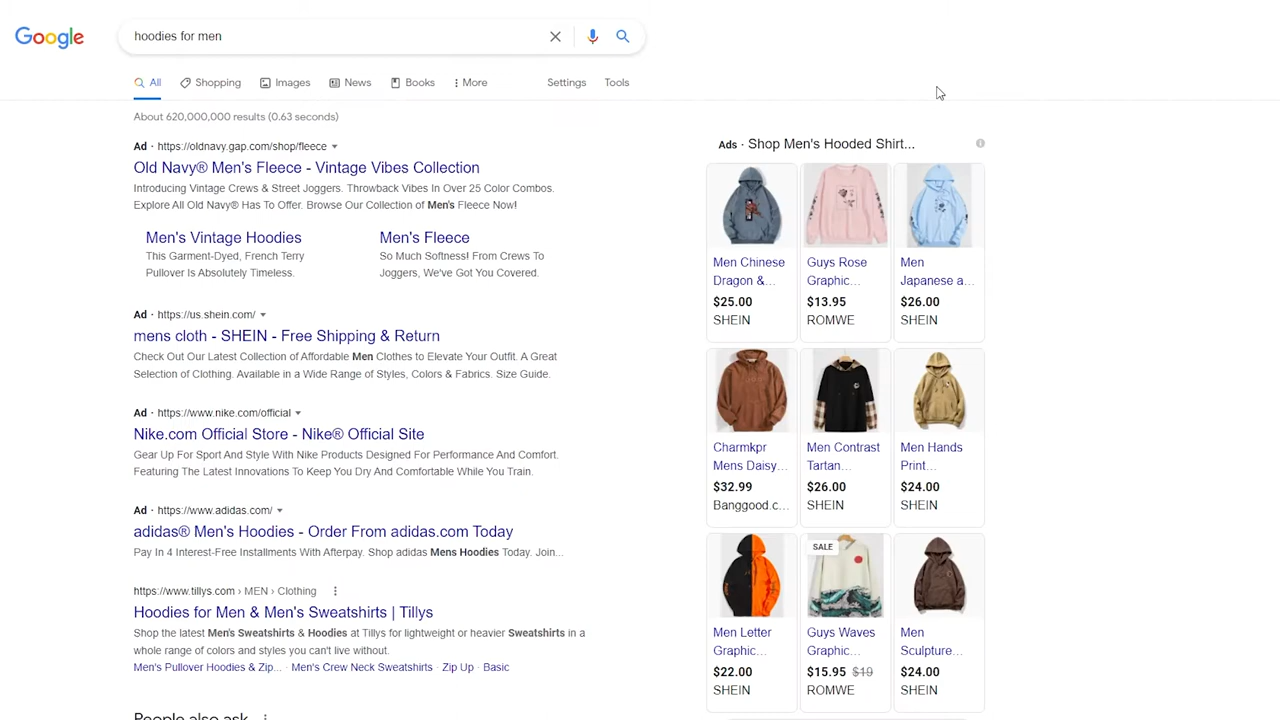 Google
hoodies for men
All
Shopping
Images
News
Books
More
Settings
Tools
About 620,000,000 results (0.63 seconds)
Ad · https://oldnavy.gap.com/shop/fleece
Old Navy® Men's Fleece - Vintage Vibes Collection
Introducing Vintage Crews & Street Joggers. Throwback Vibes In Over 25 Color Combos.
Explore All Old Navy® Has To Offer. Browse Our Collection of Men's Fleece Now!
Men's Vintage Hoodies
This Garment-Dyed, French Terry
Pullover Is Absolutely Timeless.
Men's Fleece
So Much Softness! From Crews To
Joggers, We've Got You Covered.
Ad · https://us.shein.com/
mens cloth - SHEIN - Free Shipping & Return
Check Out Our Latest Collection of Affordable Men Clothes to Elevate Your Outfit. A Great
Selection of Clothing. Available in a Wide Range of Styles, Colors & Fabrics. Size Guide.
Ad · https://www.nike.com/official
Nike.com Official Store - Nike® Official Site
Gear Up For Sport And Style With Nike Products Designed For Performance And Comfort.
Featuring The Latest Innovations To Keep You Dry And Comfortable While You Train.
Ad · https://www.adidas.com/
adidas® Men's Hoodies - Order From adidas.com Today
Pay In 4 Interest-Free Installments With Afterpay. Shop adidas Mens Hoodies Today. Join...
https://www.tillys.com › MEN › Clothing
Hoodies for Men & Men's Sweatshirts | Tillys
Shop the latest Men's Sweatshirts & Hoodies at Tillys for lightweight or heavier Sweatshirts in a
whole range of colors and styles you can't live without.
Men's Pullover Hoodies & Zip... · Men's Crew Neck Sweatshirts · Zip Up · Basic
People also ask
Ads · Shop Men's Hooded Shirt...
Men Chinese
Dragon &...
$25.00
SHEIN
Guys Rose
Graphic...
$13.95
ROMWE
Men
Japanese a...
$26.00
SHEIN
Charmkpr
Mens Daisy...
$32.99
Banggood.c...
Men Contrast
Tartan...
$26.00
SHEIN
Men Hands
Print...
$24.00
SHEIN
Men Letter
Graphic...
$22.00
SHEIN
SALE
Guys Waves
Graphic...
$15.95 $19
ROMWE
Men
Sculpture...
$24.00
SHEIN